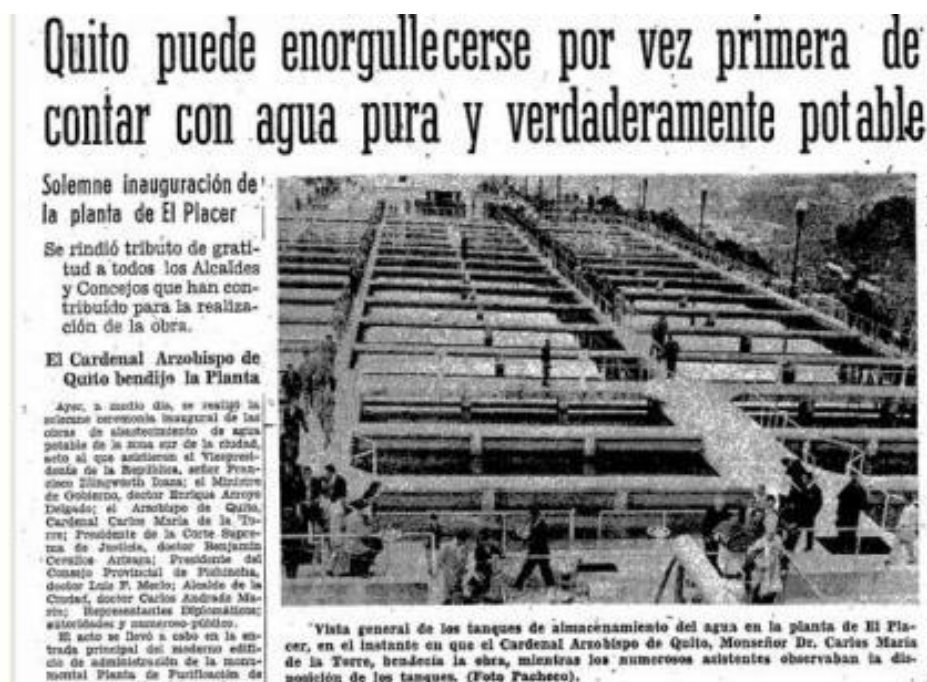 Quito puede enorgullecerse por vez primera de
contar con agua pura y verdaderamente potable
Solemne inauguración de
la planta de El Placer
Se rindió tributo de grati-
tud a todos los Alcaldes
y Concejos que han con-
tribuído para la realiza-
ción de la obra.
El Cardenal Arzobispo de
Quito bendijo la Planta
Ayer, a medio día, se realizó la
solemne ceremonia inaugural de las
obras de abastecimiento de agua
potable de la zona sur de la ciudad,
acto al que asistieron el Vicepresi-
dente de la República, señor Fran-
cisco Illingworth Icaza; el Ministro
de Gobierno, doctor Enrique Arroyo
Delgado; el Arzobispo de Quito,
Cardenal Carlos María de la To-
rre; Presidente de la Corte Supre-
ma de Justicia, doctor Benjamín
Cevallos Arízaga; Presidente del
Consejo Provincial de Pichincha,
doctor Luis F. Merlo; Alcalde de la
Ciudad, doctor Carlos Andrade Ma-
rín; Representantes Diplomáticos;
autoridades y numeroso público.
El acto se llevó a cabo en la en-
trada principal del moderno edifi-
cio de administración de la monu-
mental Planta de Purificación de
Vista general de los tanques de almacenamiento del agua en la planta de El Pla-
cer, en el instante en que el Cardenal Arzobispo de Quito, Monseñor Dr. Carlos María
de la Torre, bendecía la obra, mientras los numerosos asistentes observaban la dis-
posición de los tanques. (Foto Pacheco).